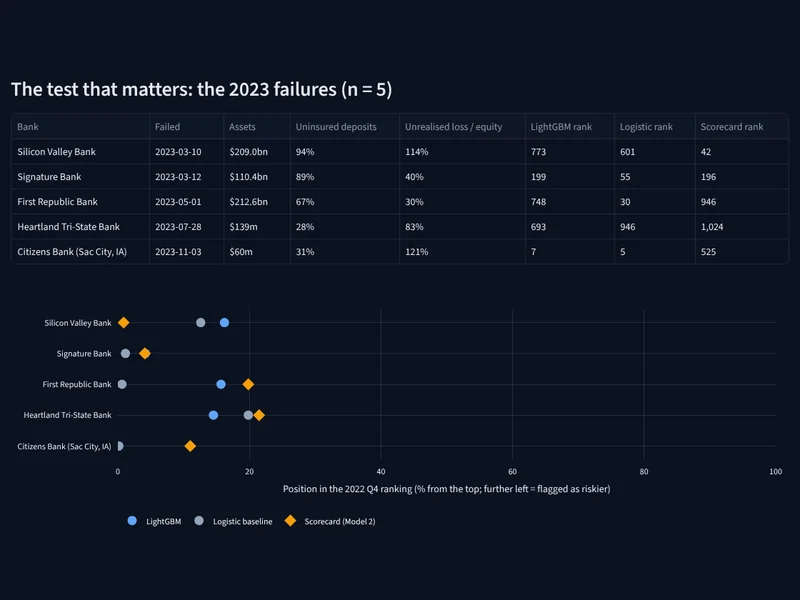 The test that matters: the 2023 failures (n = 5)
Bank Failed Assets Uninsured deposits Unrealised loss / equity LightGBM rank Logistic rank Scorecard rank
Silicon Valley Bank 2023-03-10 $209.0bn 94% 114% 773 601 42
Signature Bank 2023-03-12 $110.4bn 89% 40% 199 55 196
First Republic Bank 2023-05-01 $212.6bn 67% 30% 748 30 946
Heartland Tri-State Bank 2023-07-28 $139m 28% 83% 693 946 1,024
Citizens Bank (Sac City, IA) 2023-11-03 $60m 31% 121% 7 5 525
Silicon Valley Bank
Signature Bank
First Republic Bank
Heartland Tri-State Bank
Citizens Bank (Sac City, IA)
0 20 40 60 80 100
Position in the 2022 Q4 ranking (% from the top; further left = flagged as riskier)
LightGBM Logistic baseline Scorecard (Model 2)